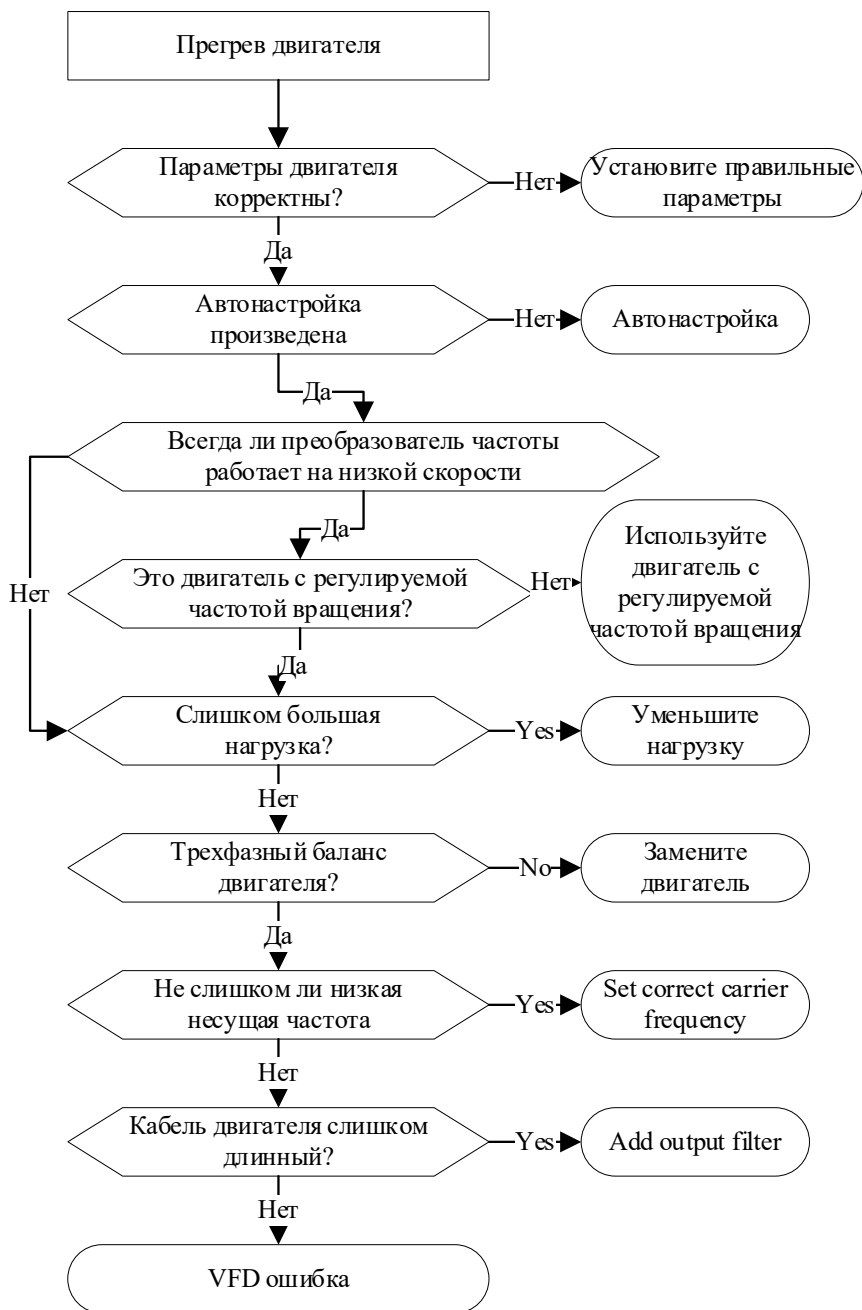 Прегрев двигателя
Параметры двигателя
корректны?
Нет
Установите правильные
параметры
Да
Автонастройка
произведена
Нет
Автонастройка
Да
Всегда ли преобразователь частоты
работает на низкой скорости
Да
Нет
Это двигатель с регулируемой
частотой вращения?
Нет
Используйте
двигатель с
регулируемой
частотой вращения
Да
Слишком большая
нагрузка?
Yes
Уменьшите
нагрузку
Нет
Трехфазный баланс
двигателя?
No
Замените
двигатель
Да
Не слишком ли низкая
несущая частота
Yes
Set correct carrier
frequency
Нет
Кабель двигателя слишком
длинный?
Yes
Add output filter
Нет
VFD ошибка